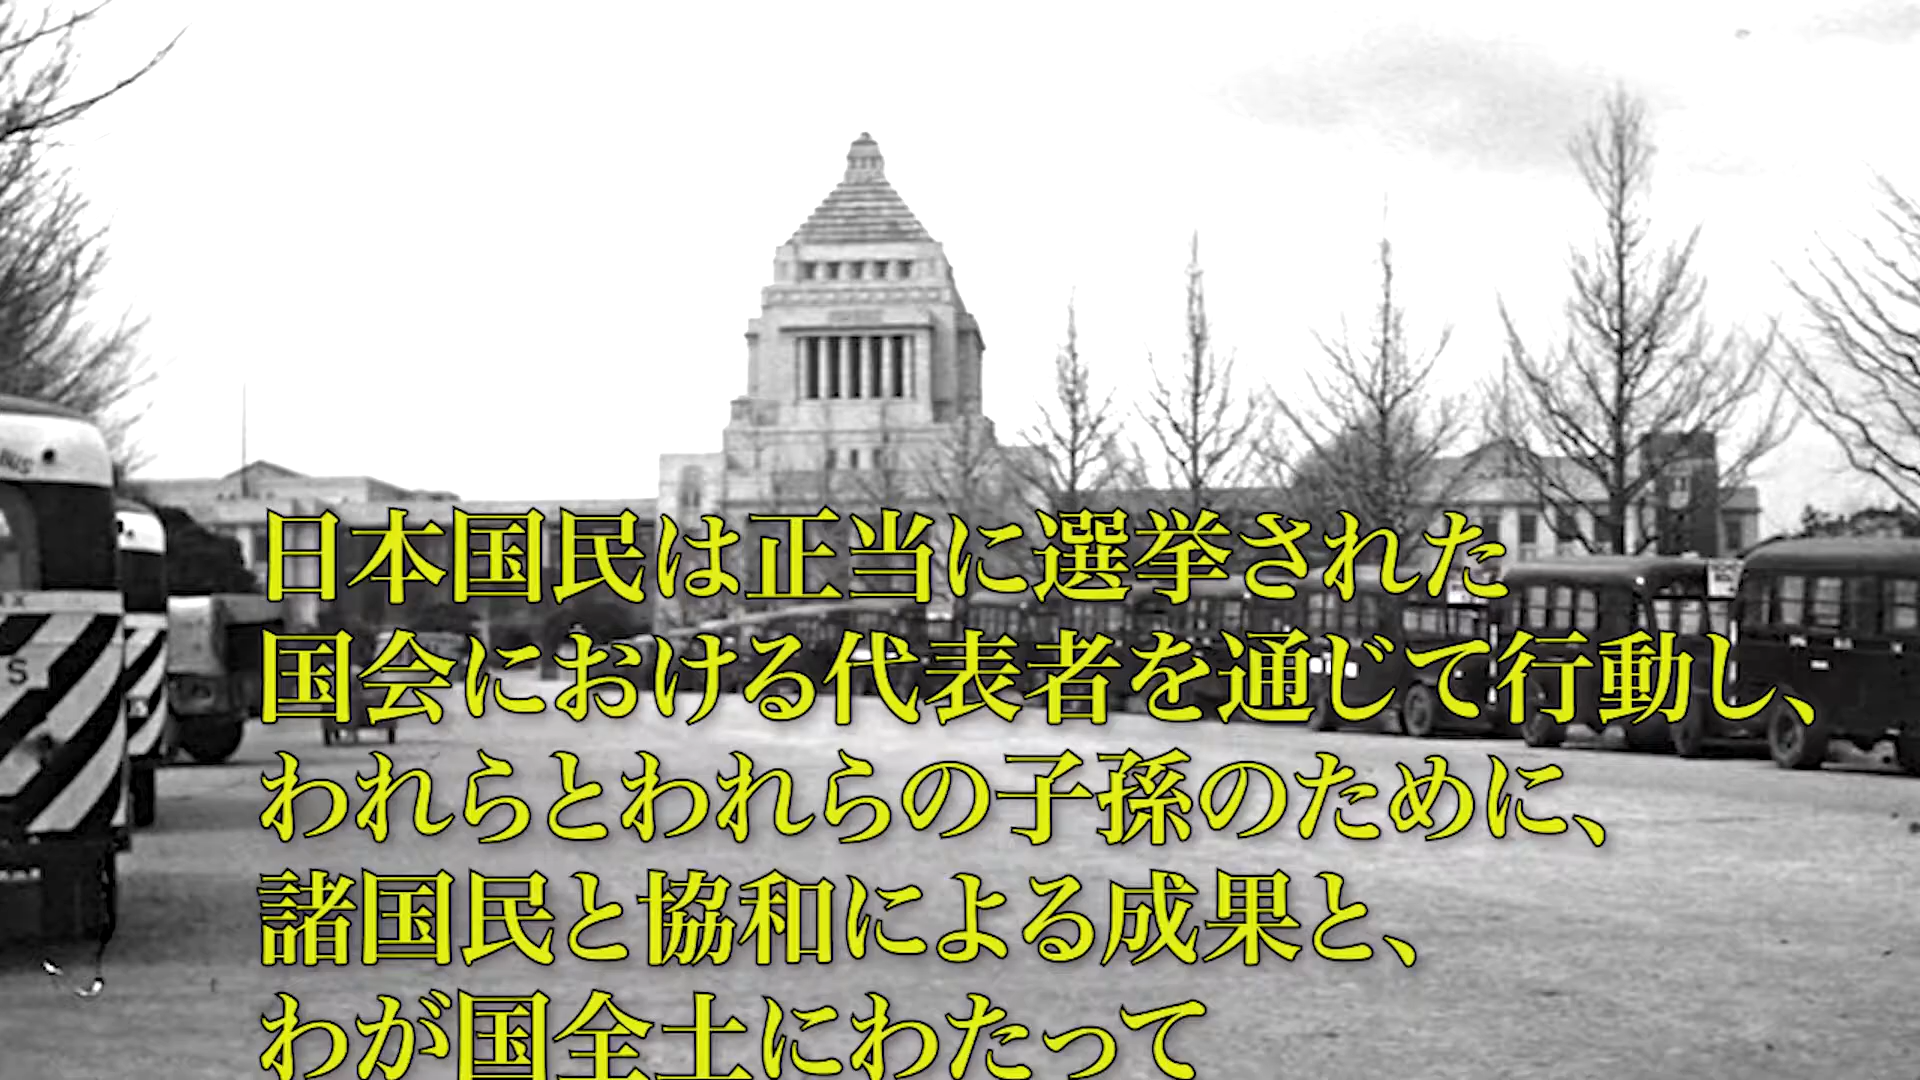 日本国民は正当に選挙された
国会における代表者を通じて行動し、
われらとわれらの子孫のために、
諸国民と協和による成果と、
わが国全土にわたって
BUS
S